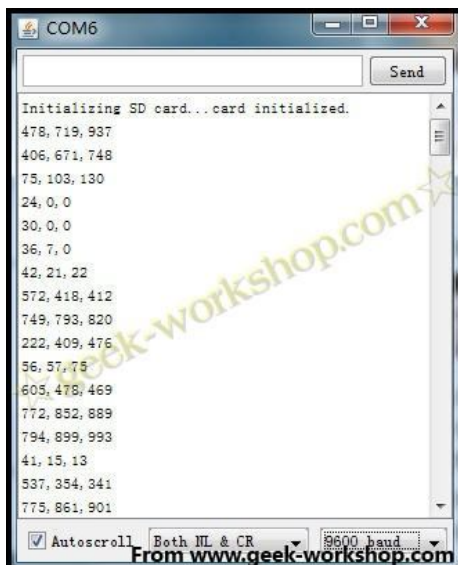 COM6
Send
Initializing SD card...card initialized.
478, 719, 937
406, 671, 748
75, 103, 130
24, 0, 0
30, 0, 0
36, 7, 0
42, 21, 22
572, 418, 412
749, 793, 820
222, 409, 476
56, 57, 75
605, 478, 469
772, 852, 889
794, 899, 993
41, 15, 13
537, 354, 341
775, 861, 901
☆geek-workshop.com☆
Autoscroll Both NL & CR 9600 baud
From www.geek-workshop.com